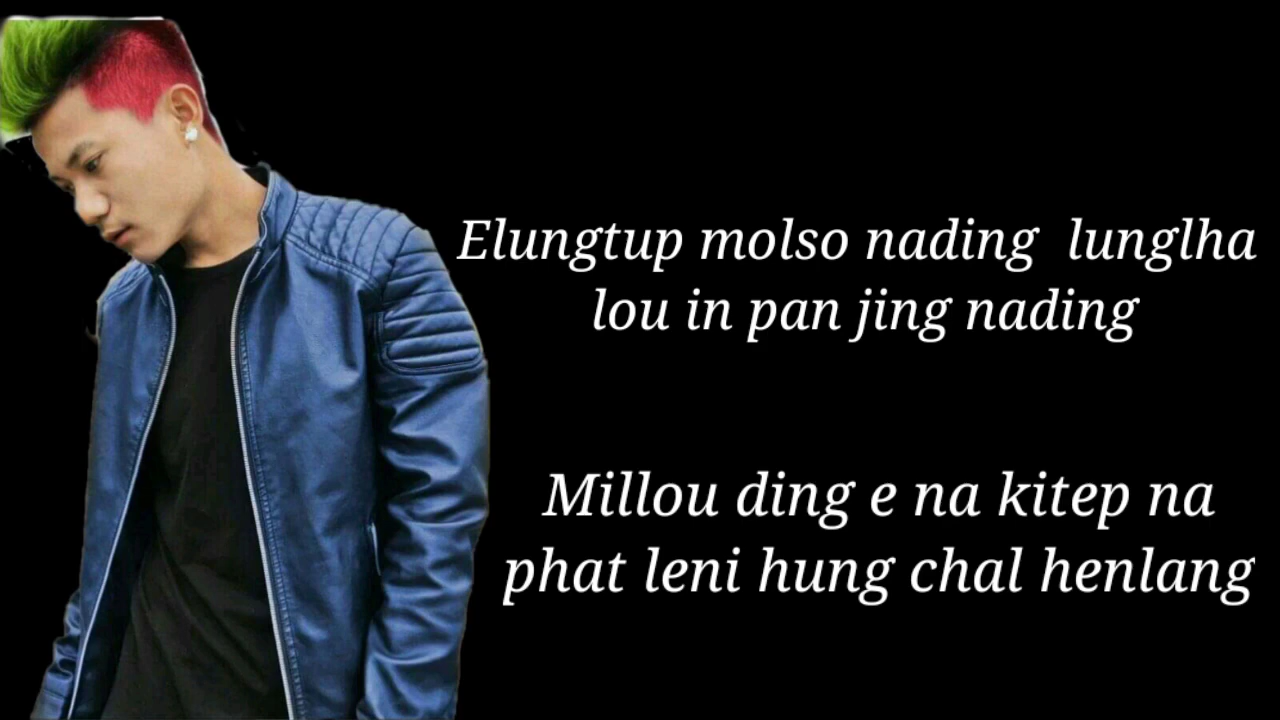 Elungtup molso nading  lunglha
lou in pan jing nading
Millou ding e na kitep na
phat leni hung chal henlang